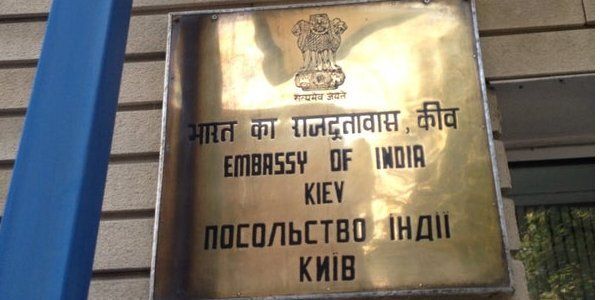 सत्यमेव जयते
भारत का राजदूतावास, कीव
EMBASSY OF INDIA
KIEV
ПОСОЛЬСТВО ІНДІЇ
КИЇВ